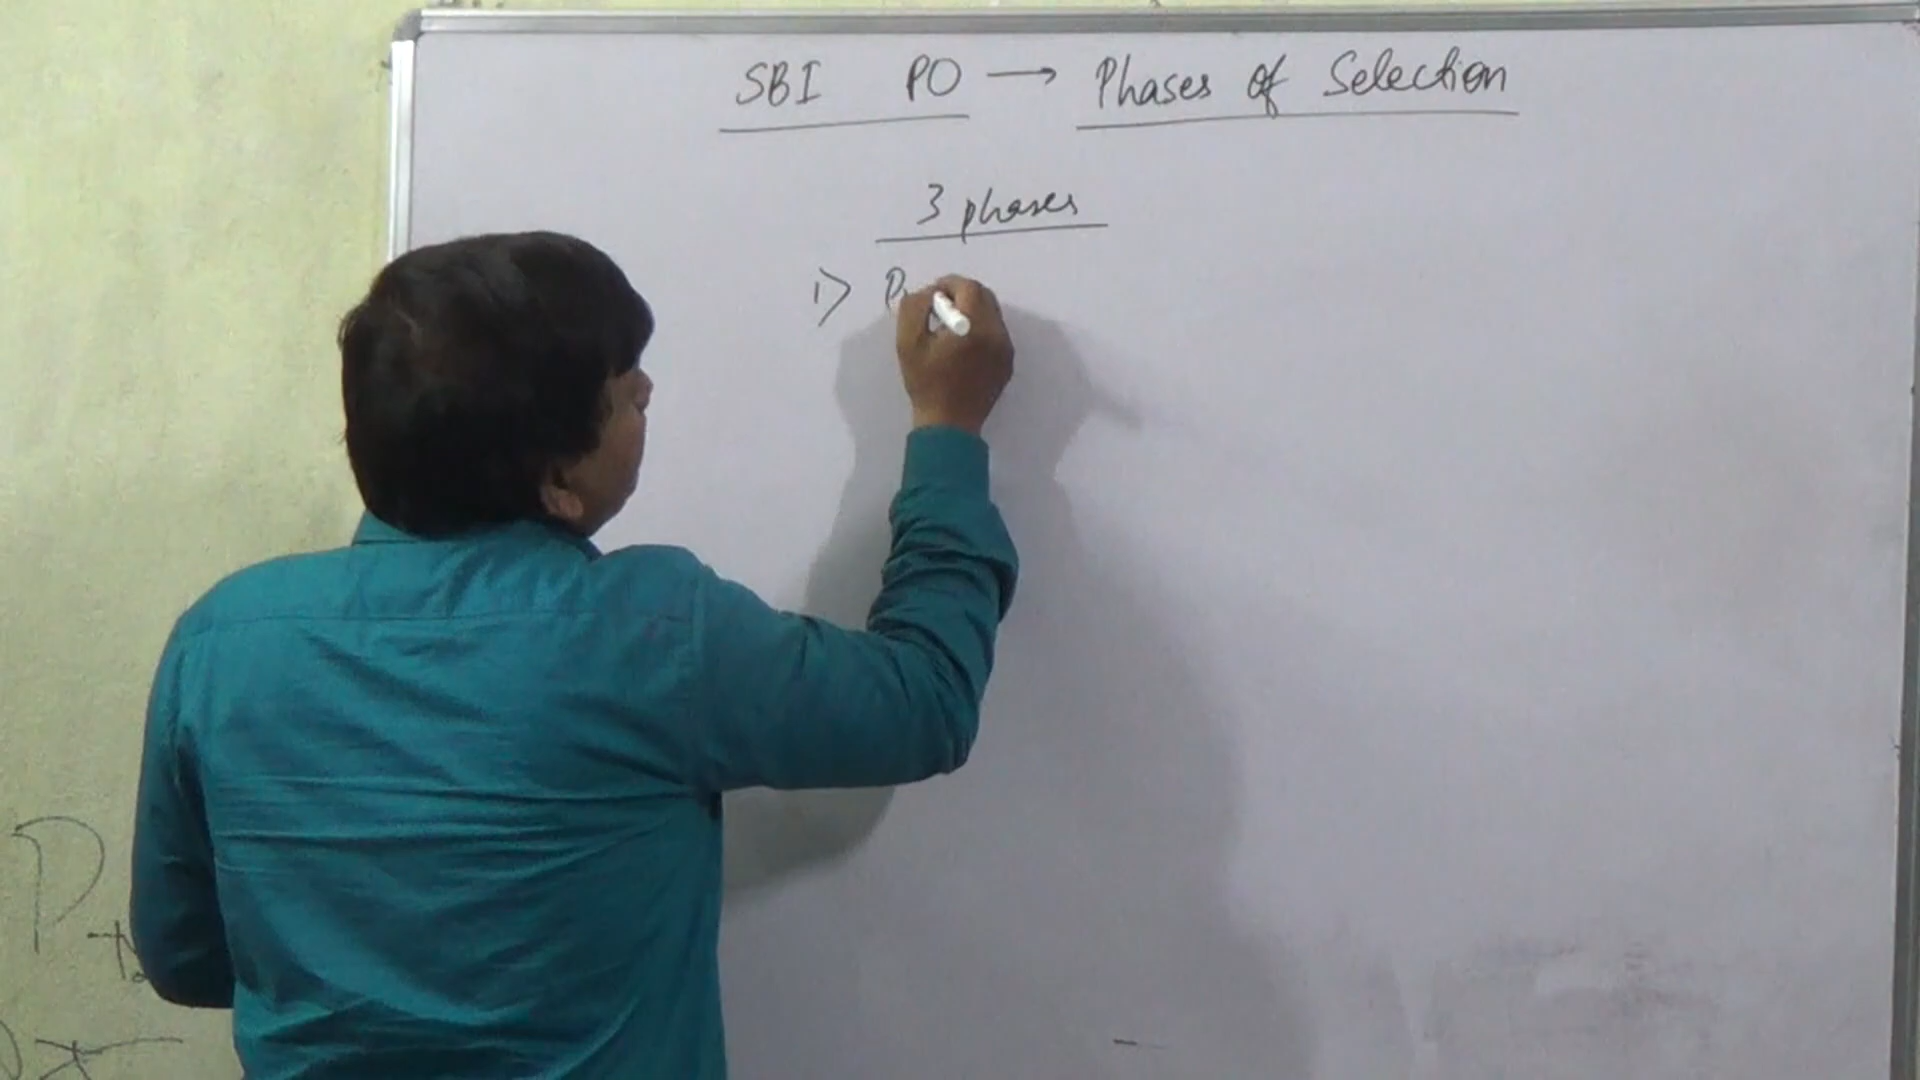 SBI PO → Phases of Selection
3 phases
1) P